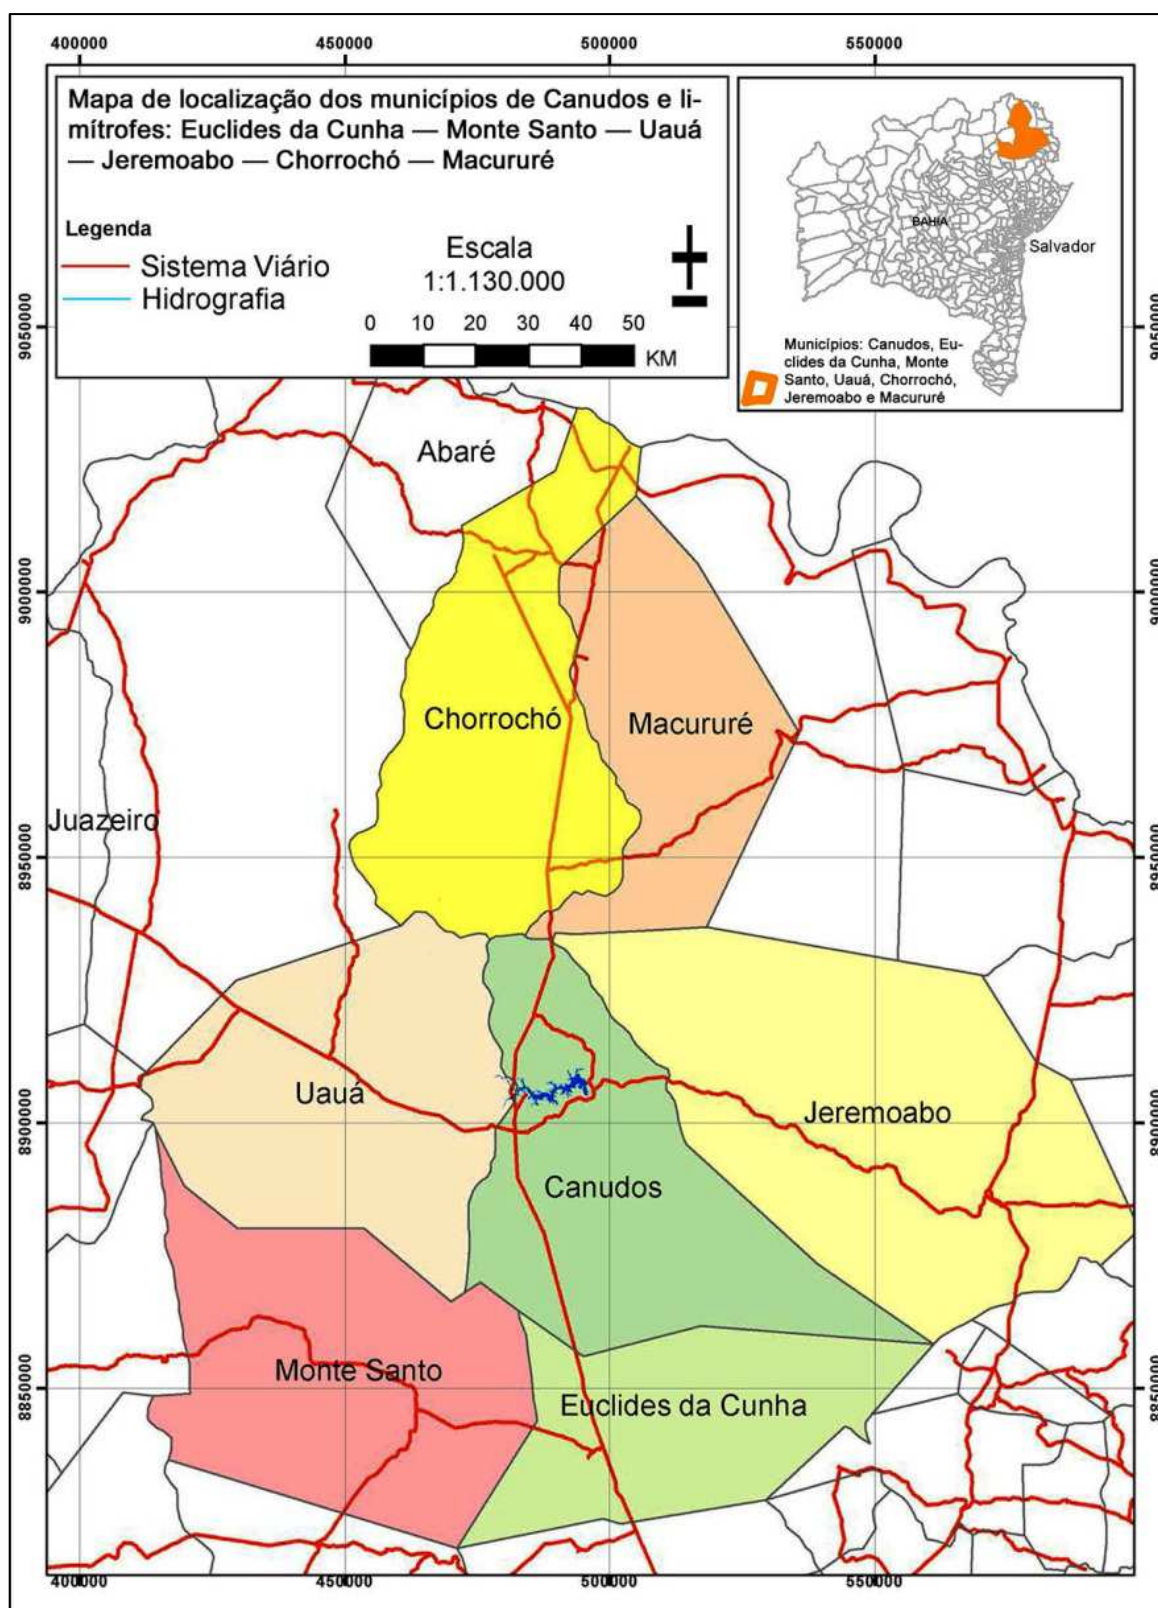 400000
450000
500000
550000
Mapa de localização dos municípios de Canudos e li-
mítrofes: Euclides da Cunha — Monte Santo — Uauá
— Jeremoabo — Chorrochó — Macururé
Legenda
Sistema Viário
Hidrografia
Escala
1:1.130.000
0 10 20 30 40 50
KM
BAHIA
Salvador
Municípios: Canudos, Eu-
clides da Cunha, Monte
Santo, Uauá, Chorrochó,
Jeremoabo e Macururé
9050000
9050000
Abaré
9000000
9000000
Chorrochó
Macururé
Juazeiro
8950000
8950000
Uauá
Jeremoabo
8900000
8900000
Canudos
Monte Santo
Euclides da Cunha
8850000
8850000
400000
450000
500000
550000